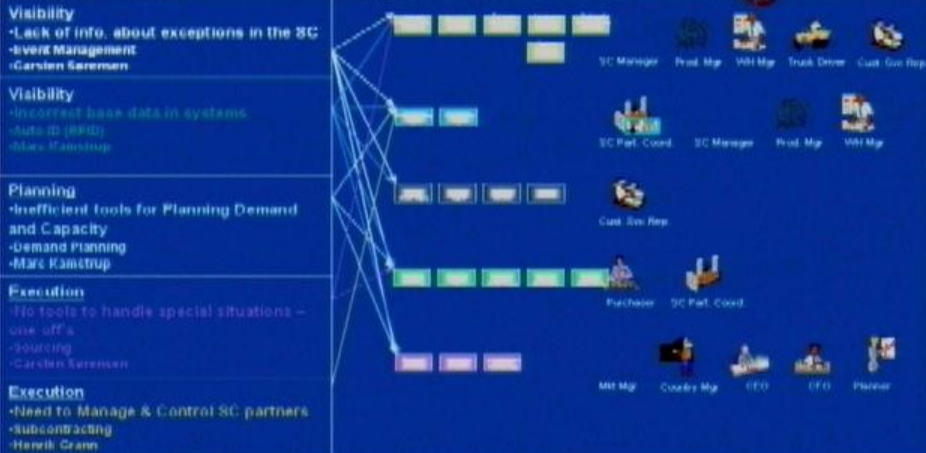 Visibility
•Lack of info. about exceptions in the SC
•Event Management
•Carsten Sørensen
Visibility
•Incorrect base data in systems
•Auto ID (RFID)
•Marc Kamstrup
Planning
•Inefficient tools for Planning Demand
and Capacity
•Demand Planning
•Marc Kamstrup
Execution
•No tools to handle special situations –
one off's
•Sourcing
•Carsten Sørensen
Execution
•Need to Manage & Control SC partners
•Subcontracting
•Henrik Grann
SC Manager Prod. Mgr WH Mgr Truck Driver Cust. Svc Rep.
SC Part. Coord. SC Manager Prod. Mgr WH Mgr
Cust. Svc Rep.
Purchaser SC Part. Coord.
Mkt Mgr Country Mgr CEO CFO Planner